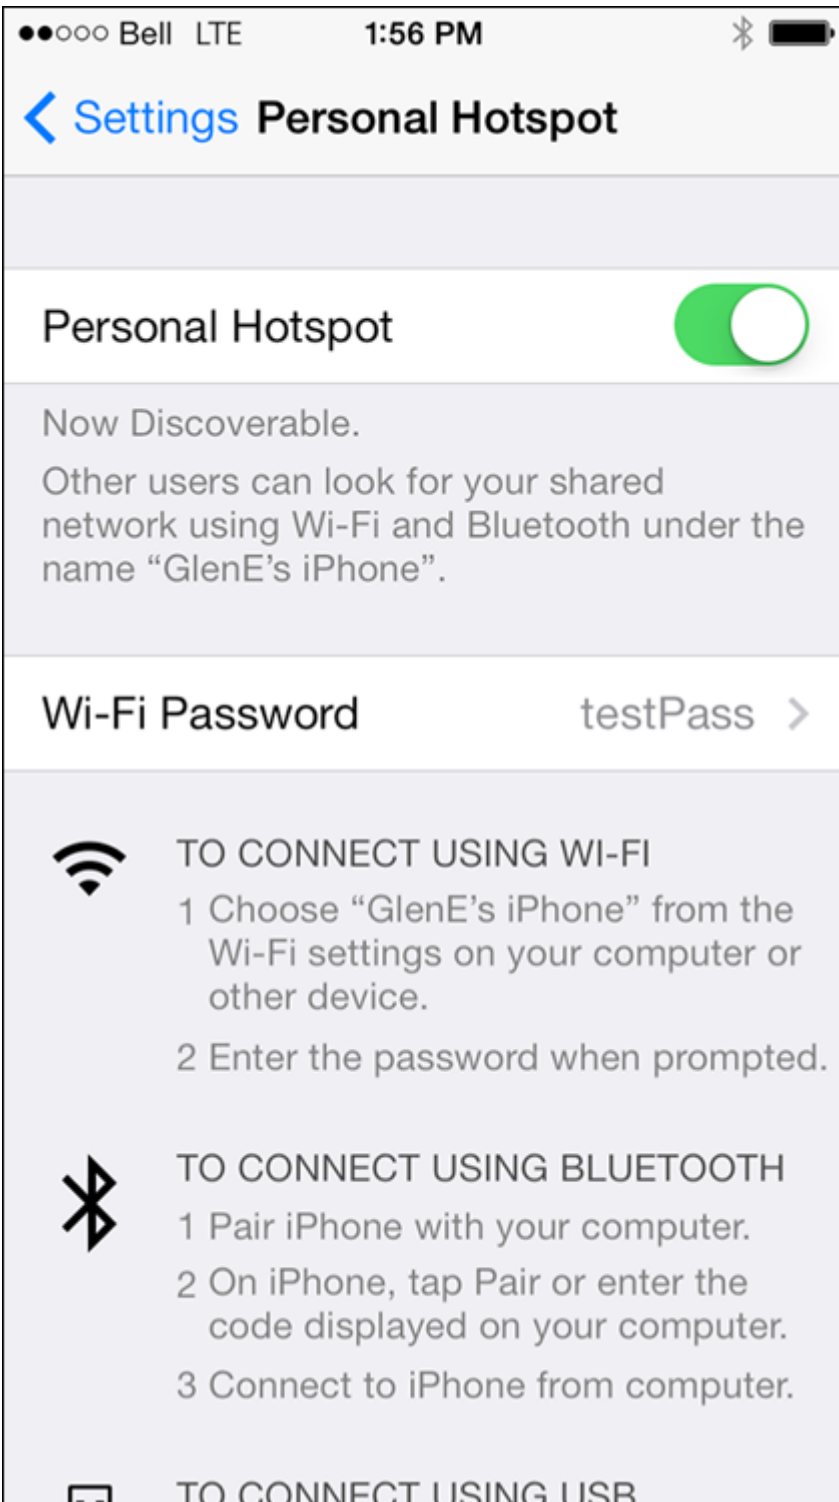 Bell LTE 1:56 PM
Settings Personal Hotspot
Personal Hotspot
Now Discoverable.
Other users can look for your shared
network using Wi-Fi and Bluetooth under the
name “GlenE’s iPhone”.
Wi-Fi Password testPass
TO CONNECT USING WI-FI
1 Choose “GlenE’s iPhone” from the
Wi-Fi settings on your computer or
other device.
2 Enter the password when prompted.
TO CONNECT USING BLUETOOTH
1 Pair iPhone with your computer.
2 On iPhone, tap Pair or enter the
code displayed on your computer.
3 Connect to iPhone from computer.
TO CONNECT USING USB